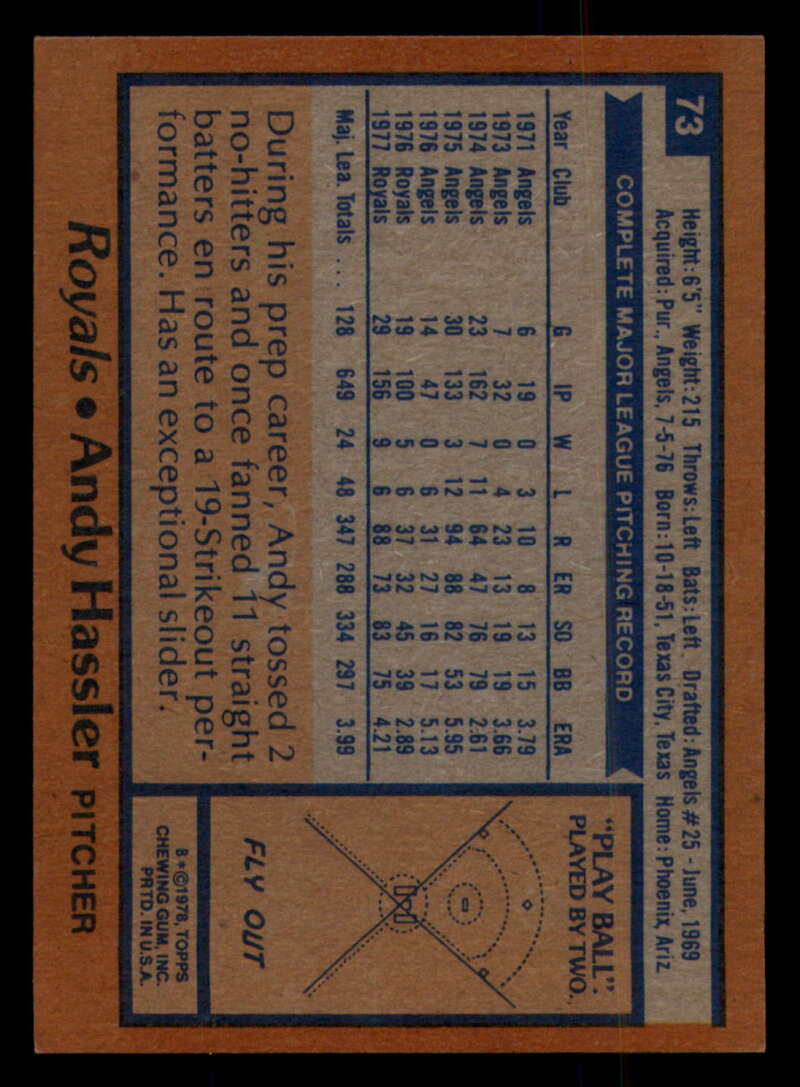 73
Height: 6'5" Weight: 215 Throws: Left Bats: Left. Drafted: Angels #25 - June, 1969
Acquired: Pur., Angels, 7-5-76 Born: 10-18-51, Texas City, Texas Home: Phoenix, Ariz.
COMPLETE MAJOR LEAGUE PITCHING RECORD
Year Club G IP W L R ER SO BB ERA
1971 Angels 6 19 0 3 10 8 13 15 3.79
1973 Angels 7 32 0 4 23 13 19 19 3.66
1974 Angels 23 162 7 11 64 47 76 79 2.61
1975 Angels 30 133 3 12 94 88 82 53 5.95
1976 Angels 14 47 0 6 31 27 16 17 5.13
1976 Royals 19 100 5 6 37 32 45 39 2.89
1977 Royals 29 156 9 6 88 73 83 75 4.21
Maj. Lea. Totals ... 128 649 24 48 347 288 334 297 3.99
During his prep career, Andy tossed 2
no-hitters and once fanned 11 straight
batters en route to a 19-Strikeout per-
formance. Has an exceptional slider.
"PLAY BALL":
PLAYED BY TWO.
FLY OUT
8*©1978, TOPPS
CHEWING GUM, INC.
PRTD. IN U.S.A.
Royals • Andy Hassler PITCHER